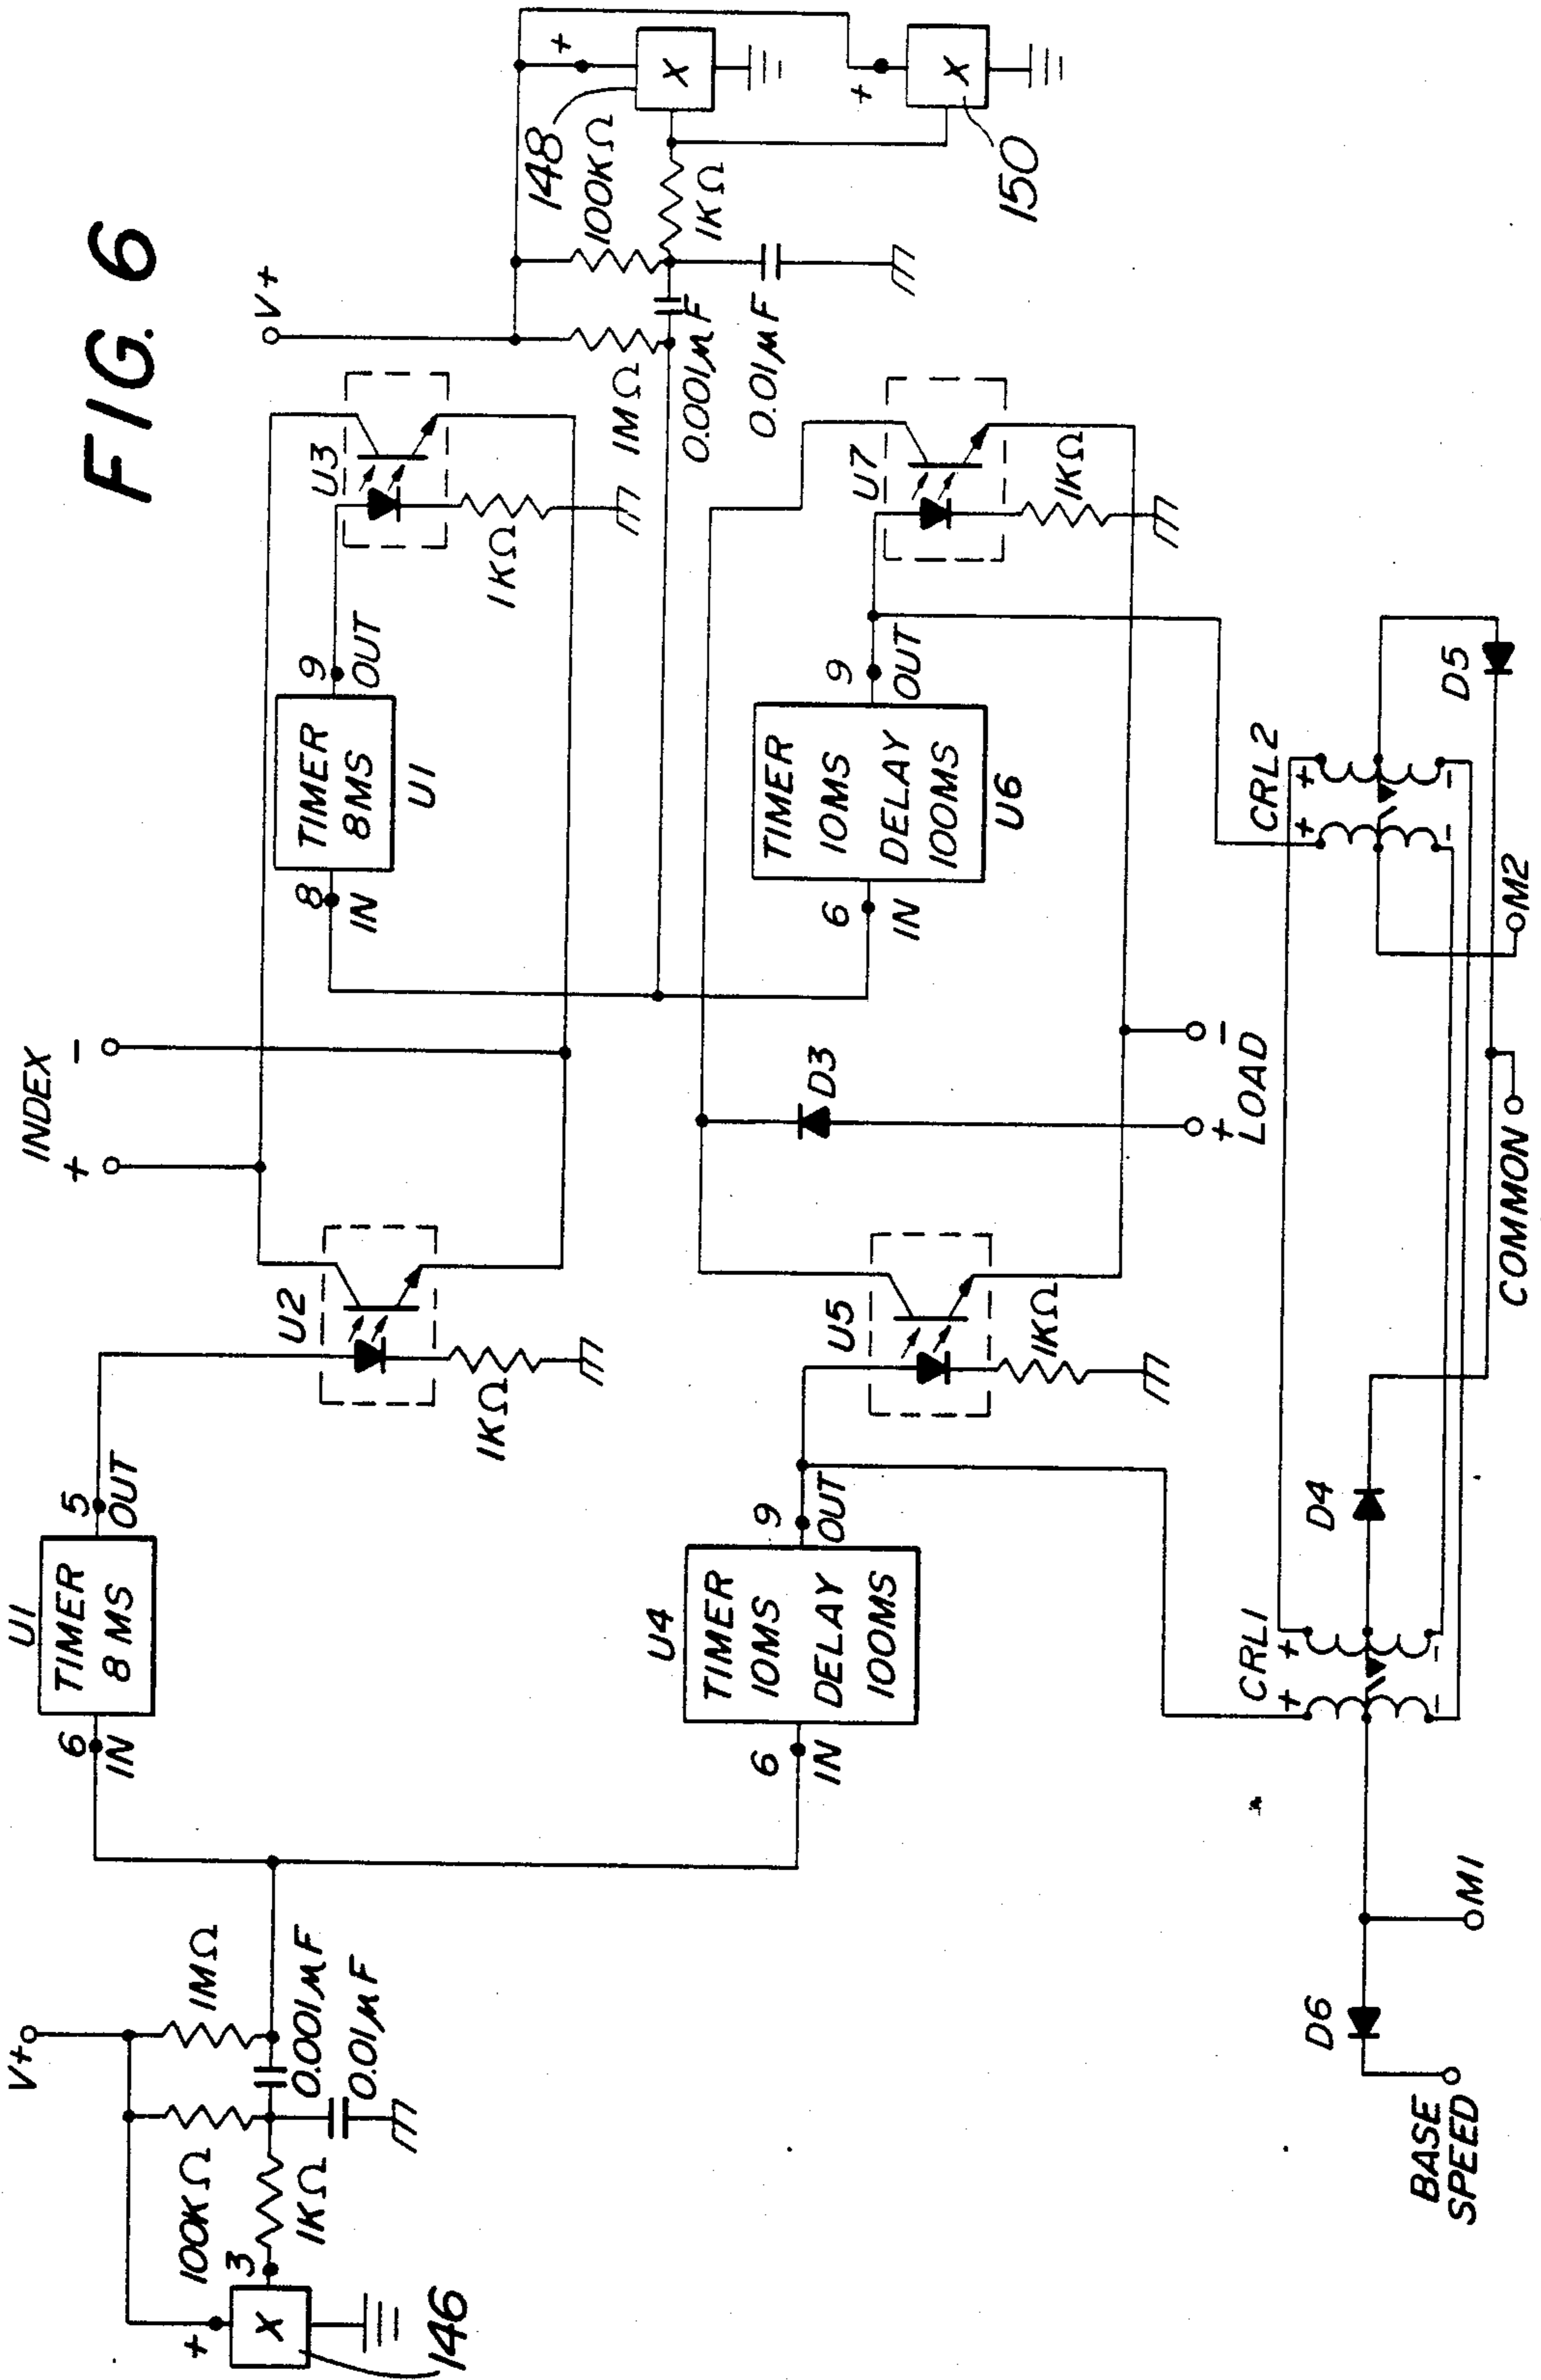 FIG. 6
V+
100KΩ
1MΩ
3
1KΩ
0.001μF
0.01μF
X
+
146
U1
TIMER
8 MS
6
IN
5
OUT
U2
1KΩ
INDEX
+
-
TIMER
8MS
U1
8
IN
9
OUT
U3
1KΩ
V+
1MΩ
100KΩ
0.001μF
0.01μF
1KΩ
148
X
+
150
X
+
U4
TIMER
10MS
DELAY
100MS
6
IN
9
OUT
U5
1KΩ
D3
+
-
LOAD
TIMER
10MS
DELAY
100MS
U6
6
IN
9
OUT
U7
1KΩ
BASE
SPEED
D6
M1
CRL1
+
+
-
-
D4
COMMON
M2
CRL2
+
+
-
-
D5